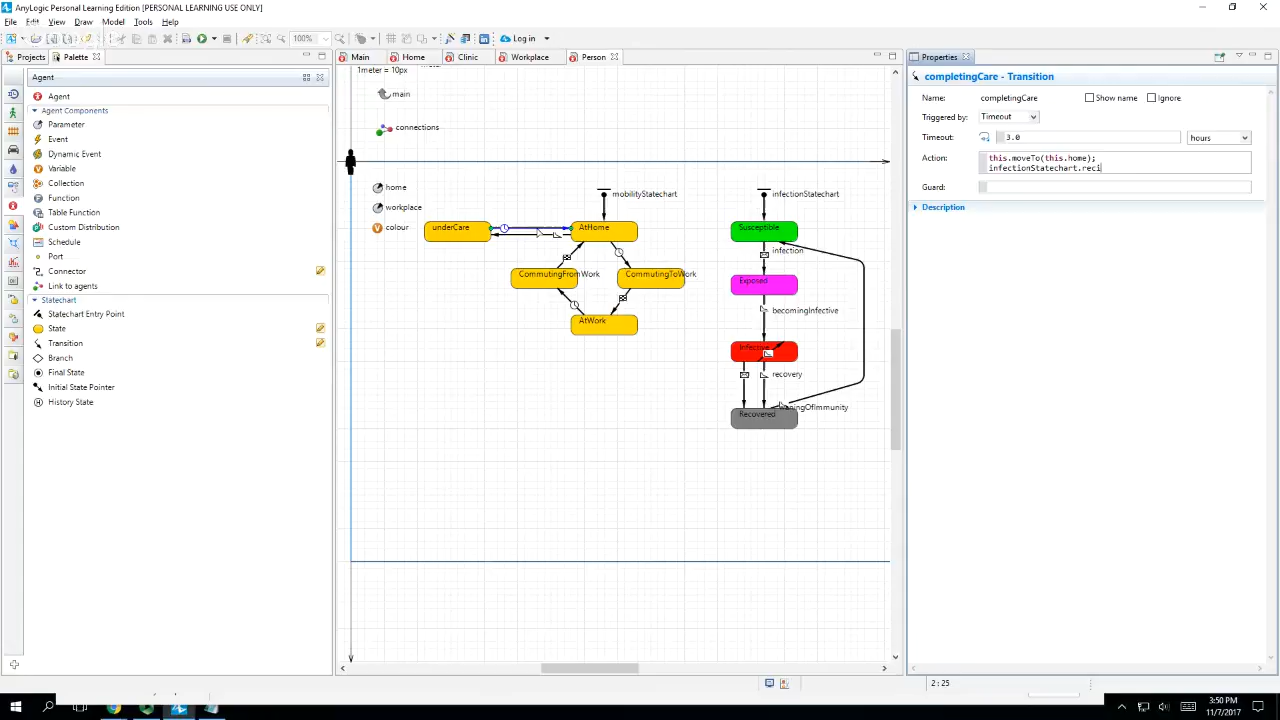 AnyLogic Personal Learning Edition [PERSONAL LEARNING USE ONLY]
File Edit View Draw Model Tools Help
100% Log in
Projects Palette
Main Home Clinic Workplace Person
Properties
Agent
Agent
Agent Components
Parameter
Event
Dynamic Event
Variable
Collection
Function
Table Function
Custom Distribution
Schedule
Port
Connector
Link to agents
Statechart
Statechart Entry Point
State
Transition
Branch
Final State
Initial State Pointer
History State
1meter = 10px
main
connections
home
workplace
colour
mobilityStatechart
underCare
AtHome
CommutingFromWork
CommutingToWork
AtWork
infectionStatechart
Susceptible
infection
Exposed
becomingInfective
Infective
recovery
Recovered
waningOfImmunity
completingCare - Transition
Name: completingCare Show name Ignore
Triggered by: Timeout
Timeout: 3.0 hours
Action: this.moveTo(this.home);
infectionStatechart.reci
Guard:
Description
2:25
3:50 PM
11/7/2017